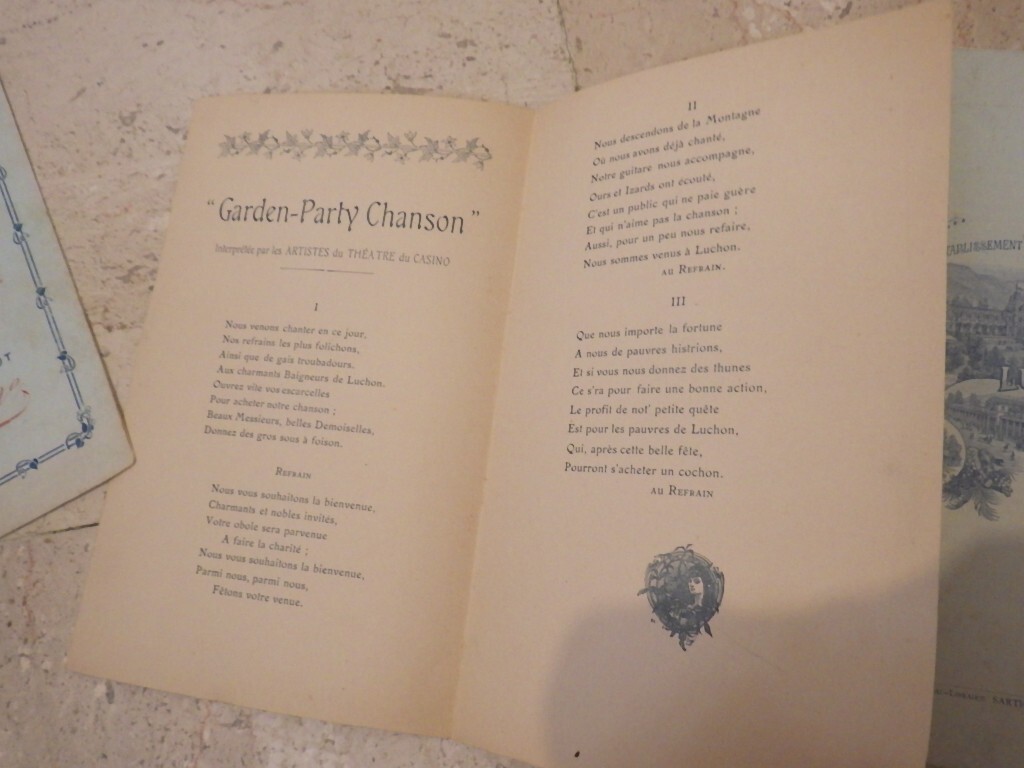 "Garden-Party Chanson"
Interprétée par les ARTISTES du THÉATRE du CASINO
I
Nous venons chanter en ce jour,
Nos refrains les plus folichons,
Ainsi que de gais troubadours,
Aux charmants Baigneurs de Luchon.
Ouvrez vite vos escarcelles
Pour acheter notre chanson ;
Beaux Messieurs, belles Demoiselles,
Donnez des gros sous à foison.
REFRAIN
Nous vous souhaitons la bienvenue,
Charmants et nobles invités,
Votre obole sera parvenue
A faire la charité ;
Nous vous souhaitons la bienvenue,
Parmi nous, parmi nous,
Fêtons votre venue.
II
Nous descendons de la Montagne
Où nous avons déjà chanté,
Notre guitare nous accompagne,
Ours et Izards ont écouté,
C'est un public qui ne paie guère
Et qui n'aime pas la chanson ;
Aussi, pour un peu nous refaire,
Nous sommes venus à Luchon.
AU REFRAIN.
III
Que nous importe la fortune
A nous de pauvres histrions,
Et si vous nous donnez des thunes
Ce s'ra pour faire une bonne action,
Le profit de not' petite quête
Est pour les pauvres de Luchon,
Qui, après cette belle fête,
Pourront s'acheter un cochon.
AU REFRAIN